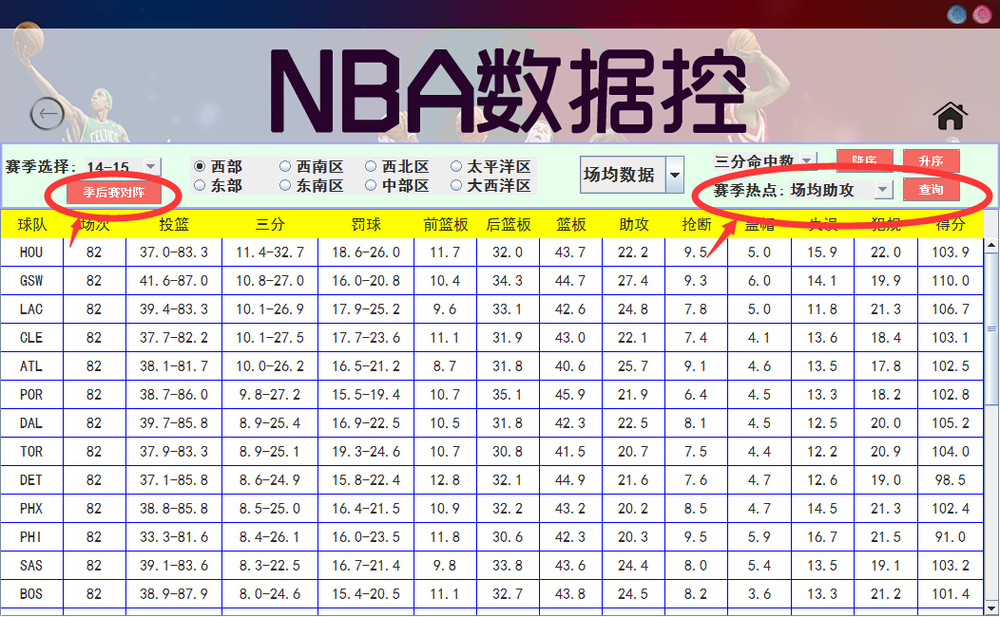 NBA数据控
赛季选择: 14-15 西部 西南区 西北区 太平洋区 场均数据 三分命中数 降序 升序
季后赛对阵 东部 东南区 中部区 大西洋区 赛季热点: 场均助攻 查询
球队 场次 投篮 三分 罚球 前篮板 后篮板 篮板 助攻 抢断 盖帽 失误 犯规 得分
HOU 82 37.0-83.3 11.4-32.7 18.6-26.0 11.7 32.0 43.7 22.2 9.5 5.0 15.9 22.0 103.9
GSW 82 41.6-87.0 10.8-27.0 16.0-20.8 10.4 34.3 44.7 27.4 9.3 6.0 14.1 19.9 110.0
LAC 82 39.4-83.3 10.1-26.9 17.9-25.2 9.6 33.1 42.6 24.8 7.8 5.0 11.8 21.3 106.7
CLE 82 37.7-82.2 10.1-27.5 17.7-23.6 11.1 31.9 43.0 22.1 7.4 4.1 13.6 18.4 103.1
ATL 82 38.1-81.7 10.0-26.2 16.5-21.2 8.7 31.8 40.6 25.7 9.1 4.6 13.5 17.8 102.5
POR 82 38.7-86.0 9.8-27.2 15.5-19.4 10.7 35.1 45.9 21.9 6.4 4.5 13.3 18.2 102.8
DAL 82 39.7-85.8 8.9-25.4 16.9-22.5 10.5 31.8 42.3 22.5 8.1 4.5 12.5 20.0 105.2
TOR 82 37.9-83.3 8.9-25.1 19.3-24.6 10.7 30.8 41.5 20.7 7.5 4.4 12.2 20.9 104.0
DET 82 37.1-85.8 8.6-24.9 15.8-22.4 12.8 32.1 44.9 21.6 7.6 4.7 12.6 19.0 98.5
PHX 82 38.8-85.8 8.5-25.0 16.4-21.5 10.9 32.2 43.2 20.2 8.5 4.7 14.5 21.3 102.4
PHI 82 33.3-81.6 8.4-26.1 16.0-23.5 11.8 30.6 42.3 20.3 9.5 5.9 16.7 21.5 91.0
SAS 82 39.1-83.6 8.3-22.5 16.7-21.4 9.8 33.8 43.6 24.4 8.0 5.4 13.5 19.1 103.2
BOS 82 38.9-87.9 8.0-24.6 15.4-20.5 11.1 32.7 43.8 24.5 8.2 3.6 13.3 21.2 101.4